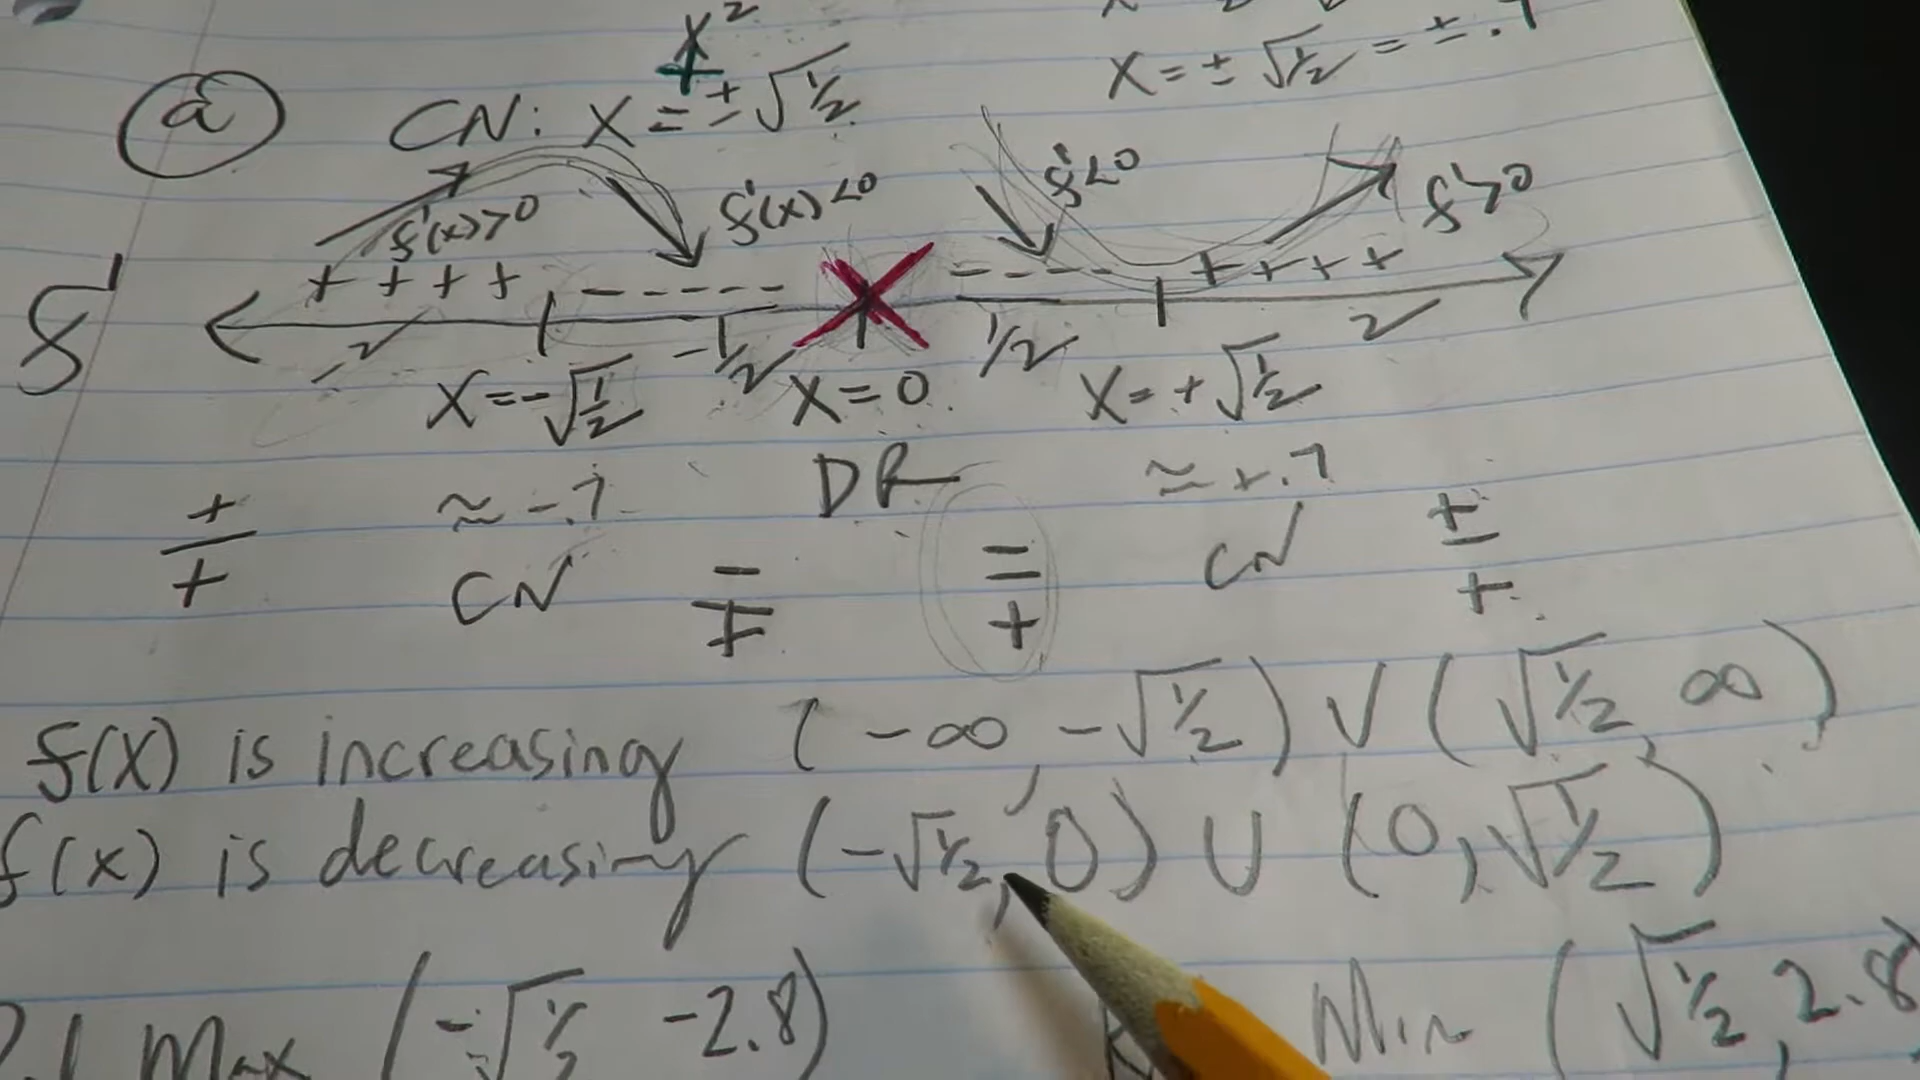 x²
x = ± √1/2 = ± .7
a
CN: x = ± √1/2
f'(x) > 0
f'(x) < 0
f' < 0
f' > 0
f'
+ + + +
- - - - -
- - - -
+ + + +
-2
-1/2
1/2
2
x = -√1/2
x = 0
x = +√1/2
≈ -.7
DR
≈ +.7
+/+
CN
-/+
-/+
CN
+/+
f(x) is increasing (-∞, -√1/2) ∪ (√1/2, ∞)
f(x) is decreasing (-√1/2, 0) ∪ (0, √1/2)
Max (-√1/2 -2.8)
Min (√1/2, 2.8)